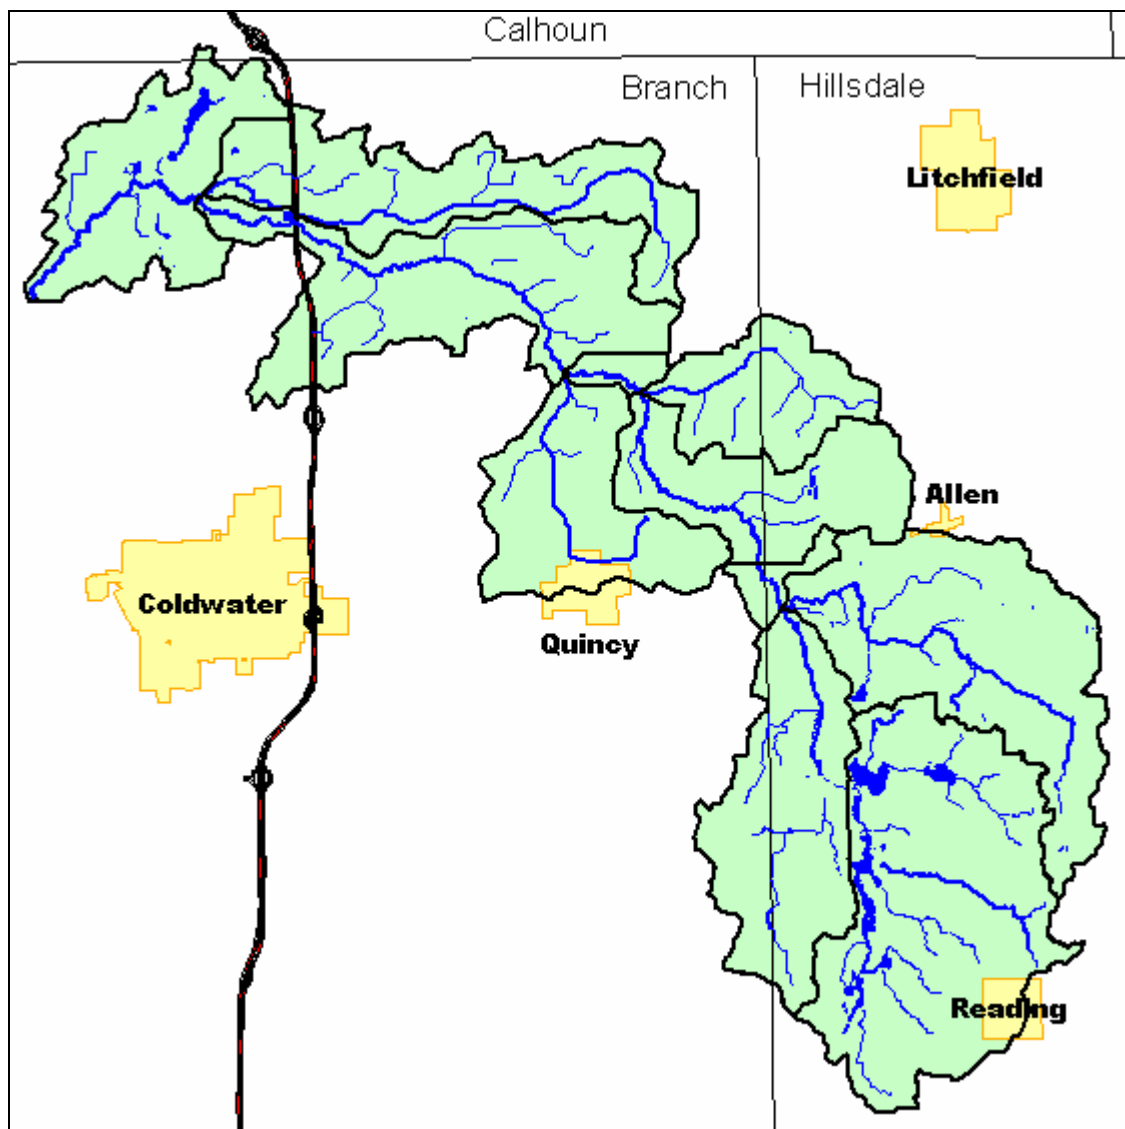 Calhoun
Branch
Hillsdale
Litchfield
Allen
Coldwater
Quincy
Reading